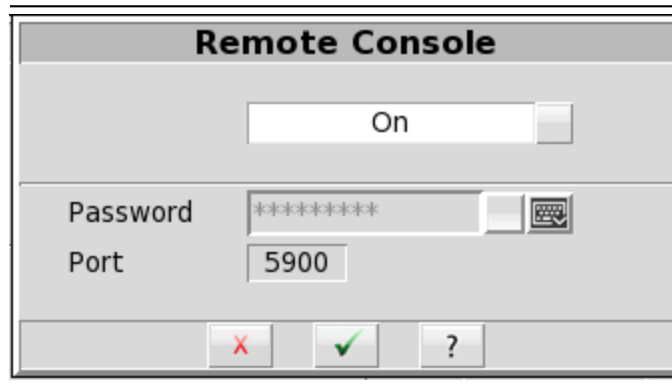 Remote Console
On
Password *********
Port 5900
X ?